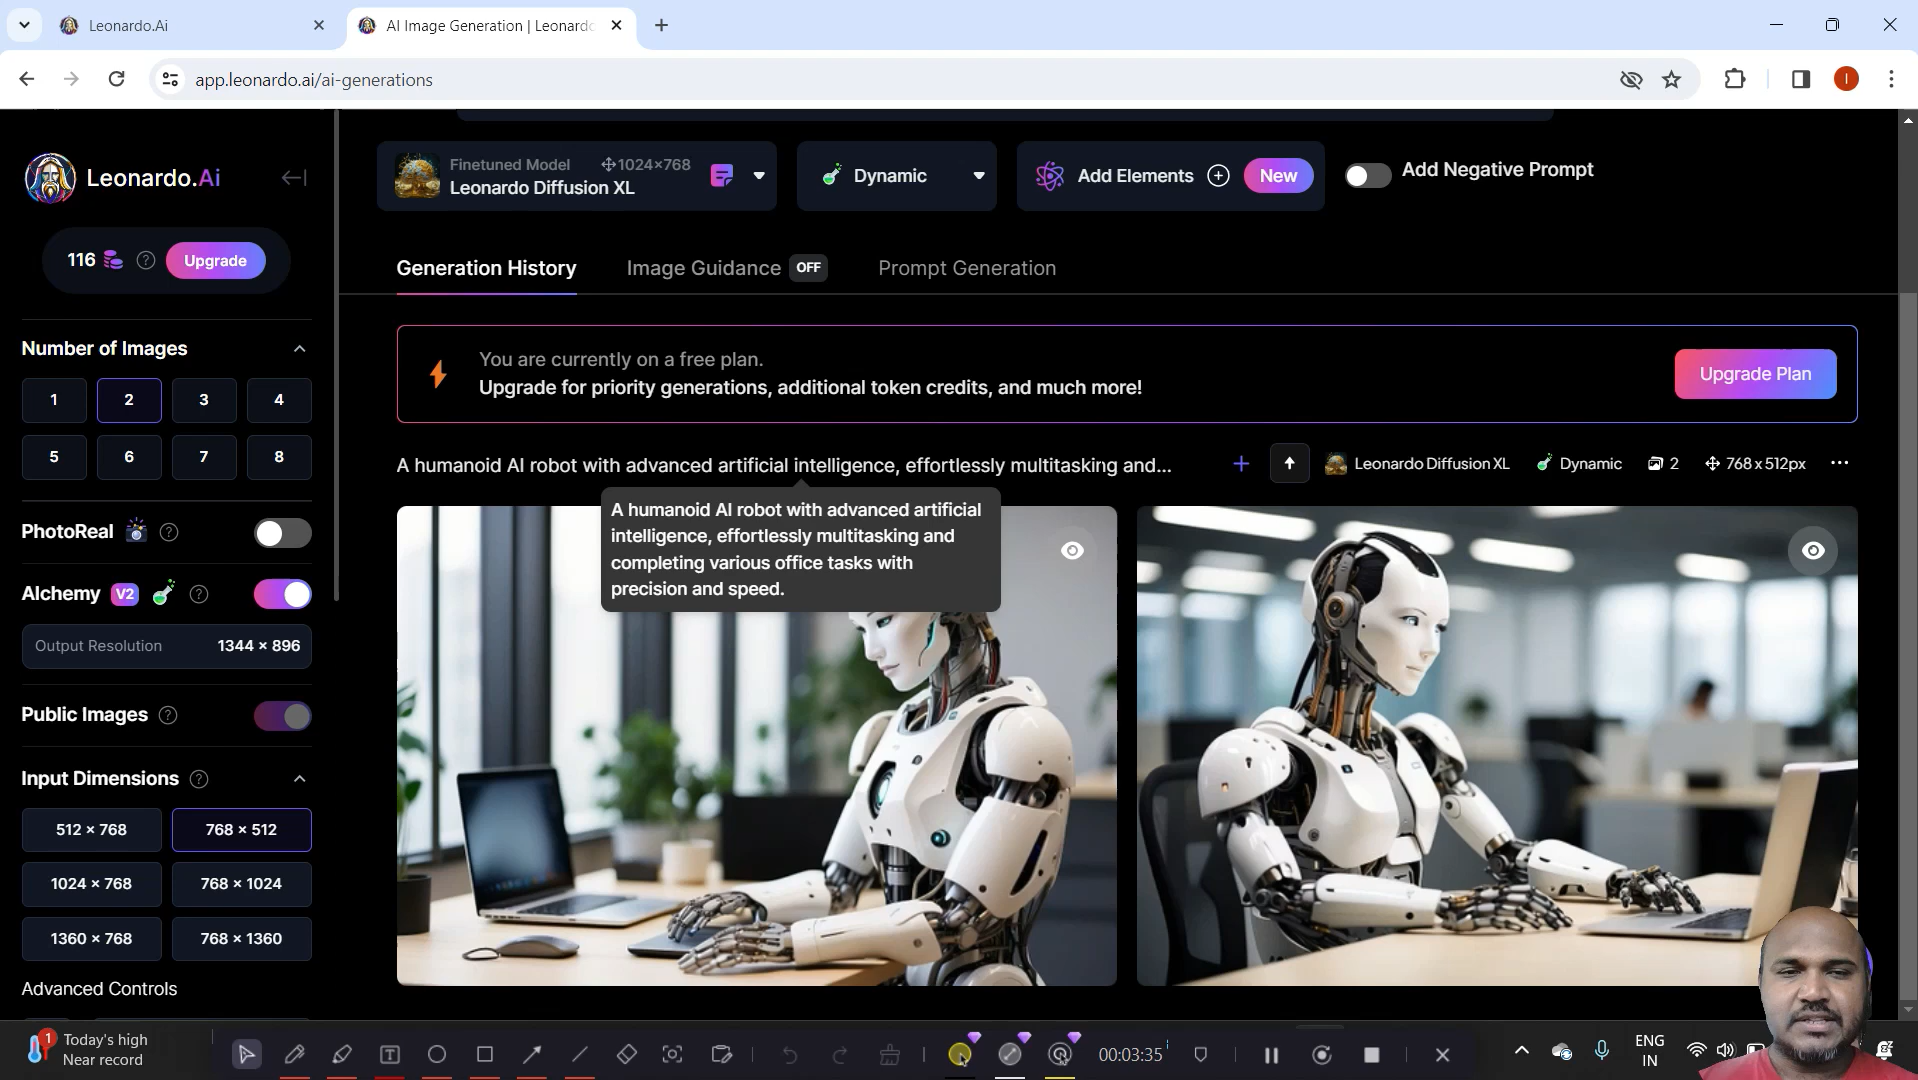 Leonardo.Ai
AI Image Generation | Leonardo
app.leonardo.ai/ai-generations
I
Leonardo.Ai
Finetuned Model 1024×768
Leonardo Diffusion XL
Dynamic
Add Elements
New
Add Negative Prompt
116
Upgrade
Generation History
Image Guidance
OFF
Prompt Generation
Number of Images
1
2
3
4
5
6
7
8
You are currently on a free plan.
Upgrade for priority generations, additional token credits, and much more!
Upgrade Plan
A humanoid AI robot with advanced artificial intelligence, effortlessly multitasking and...
Leonardo Diffusion XL
Dynamic
2
768 x 512px
A humanoid AI robot with advanced artificial
intelligence, effortlessly multitasking and
completing various office tasks with
precision and speed.
PhotoReal
Alchemy V2
Output Resolution 1344 × 896
Public Images
Input Dimensions
512 × 768
768 × 512
1024 × 768
768 × 1024
1360 × 768
768 × 1360
Advanced Controls
1
Today's high
Near record
T
00:03:35
ENG
IN